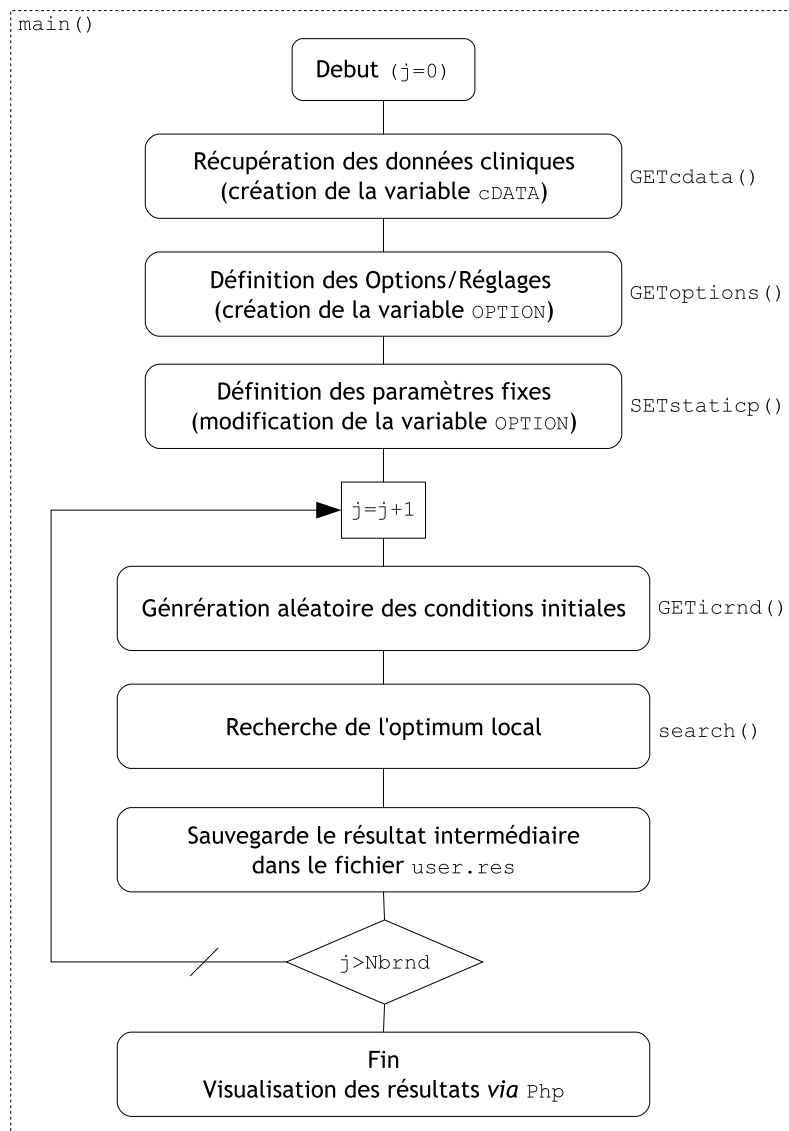 main()
Debut (j=0)
Récupération des données cliniques
(création de la variable cDATA)
GETcdata()
Définition des Options/Réglages
(création de la variable OPTION)
GEToptions()
Définition des paramètres fixes
(modification de la variable OPTION)
SETstaticp()
j=j+1
Génrération aléatoire des conditions initiales
GETicrnd()
Recherche de l'optimum local
search()
Sauvegarde le résultat intermédiaire
dans le fichier user.res
j>Nbrnd
Fin
Visualisation des résultats via Php